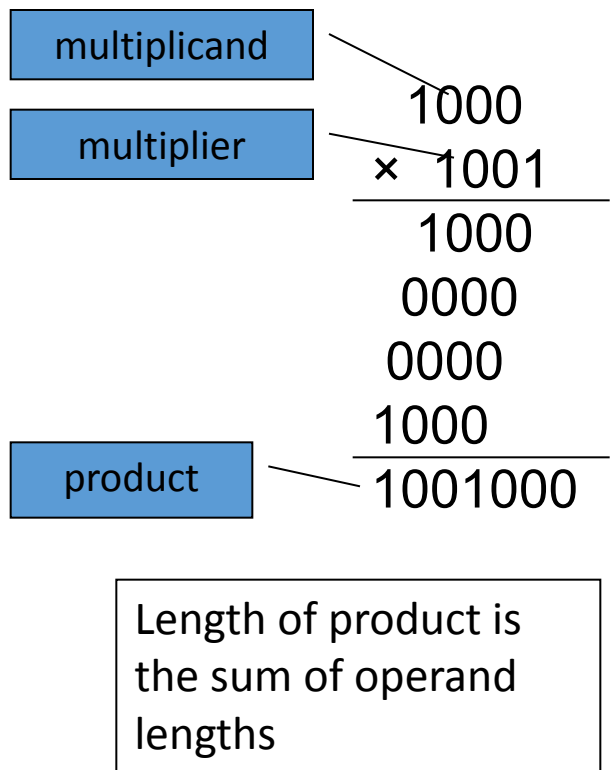 multiplicand
1000
multiplier
× 1001
1000
0000
0000
1000
product
1001000
Length of product is
the sum of operand
lengths